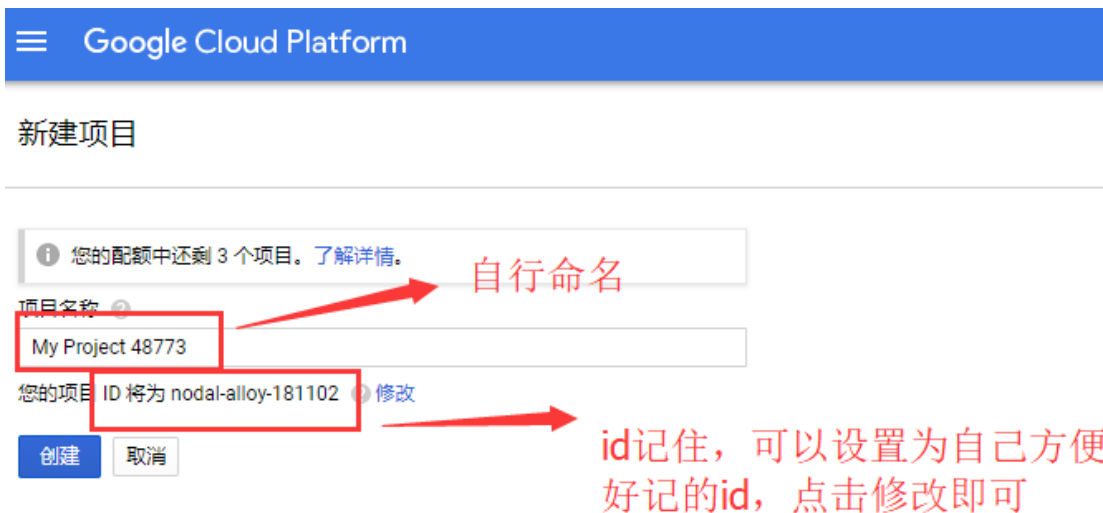 Google Cloud Platform
新建项目
您的配额中还剩 3 个项目。了解详情。
自行命名
项目名称
My Project 48773
您的项目 ID 将为 nodal-alloy-181102 修改
创建 取消
id记住，可以设置为自己方便
好记的id，点击修改即可